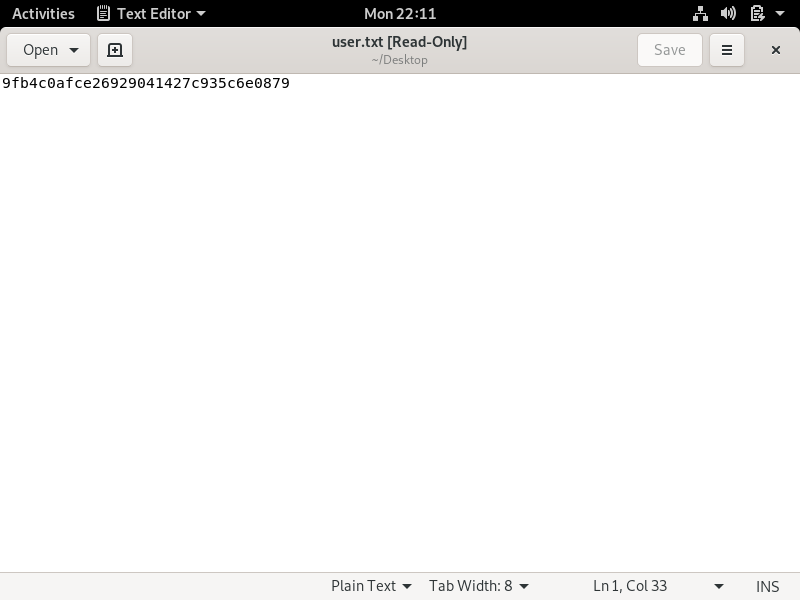 Activities Text Editor Mon 22:11
Open user.txt [Read-Only] Save
~/Desktop
9fb4c0afce26929041427c935c6e0879
Plain Text Tab Width: 8 Ln 1, Col 33 INS